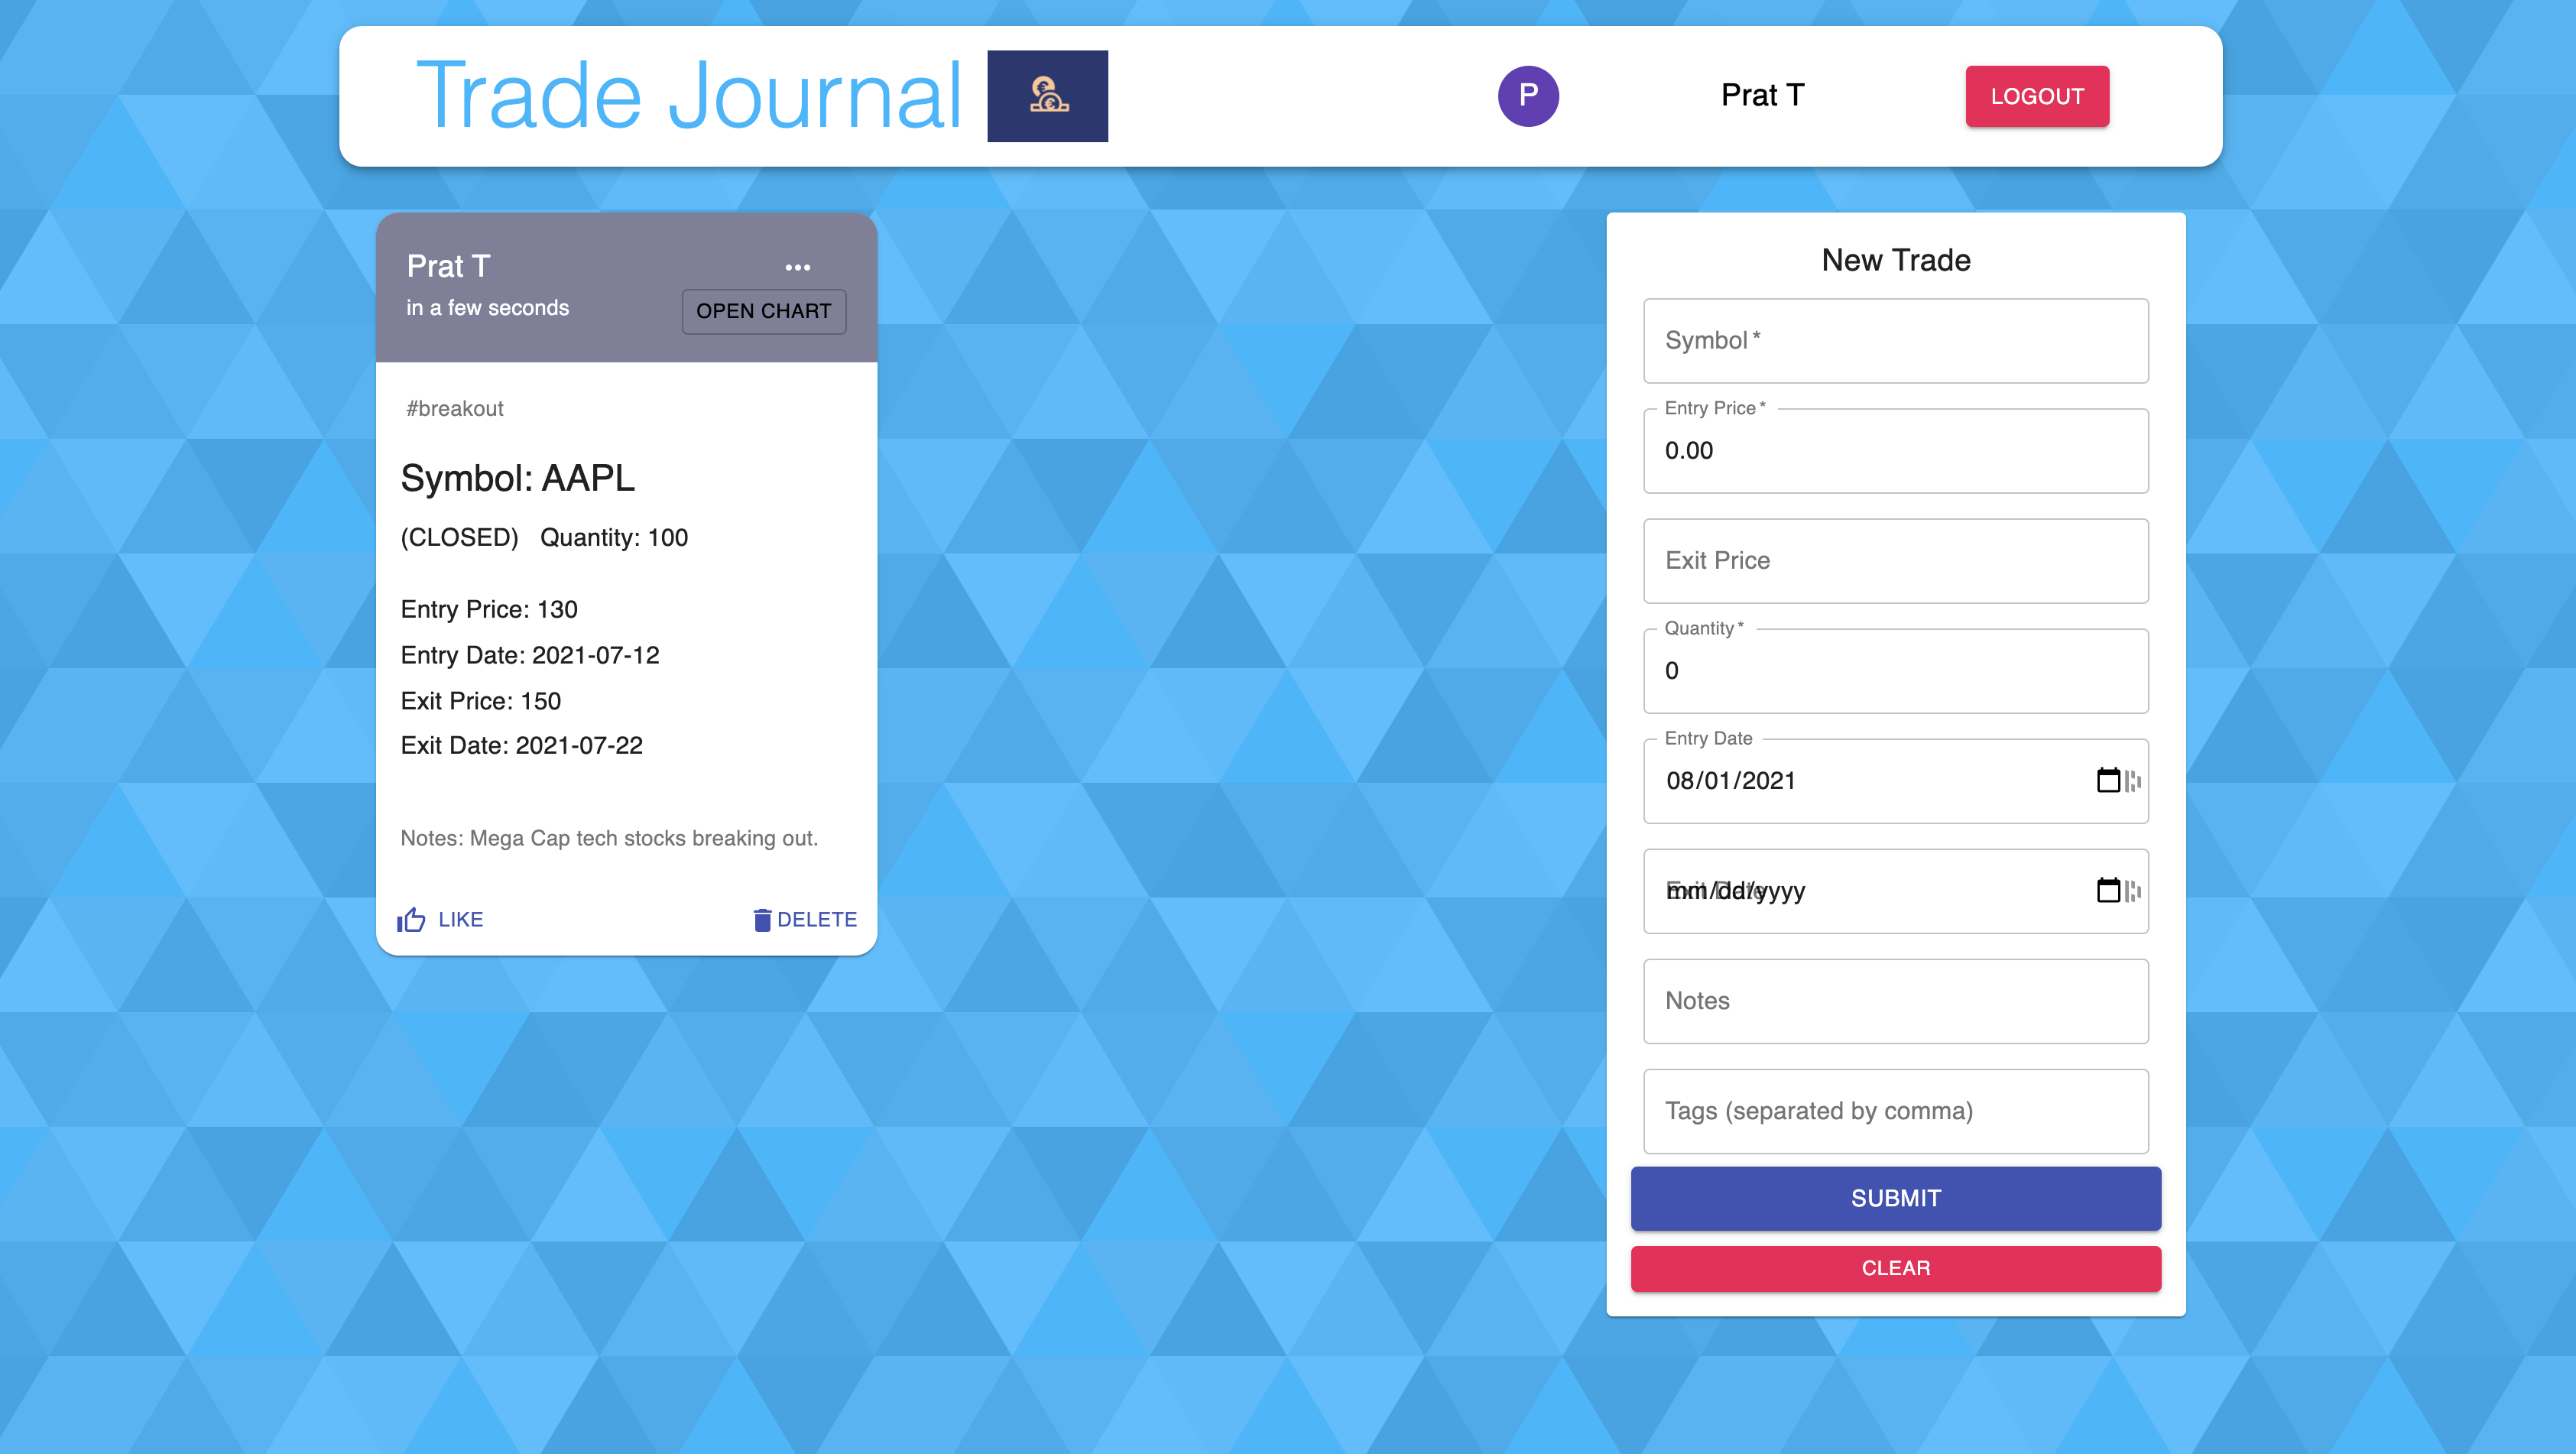 Trade Journal
P
Prat T
LOGOUT
Prat T
in a few seconds
OPEN CHART
#breakout
Symbol: AAPL
(CLOSED) Quantity: 100
Entry Price: 130
Entry Date: 2021-07-12
Exit Price: 150
Exit Date: 2021-07-22
Notes: Mega Cap tech stocks breaking out.
LIKE
DELETE
New Trade
Symbol *
Entry Price *
0.00
Exit Price
Quantity *
0
Entry Date
08/01/2021
Exit Date
mm/dd/yyyy
Notes
Tags (separated by comma)
SUBMIT
CLEAR